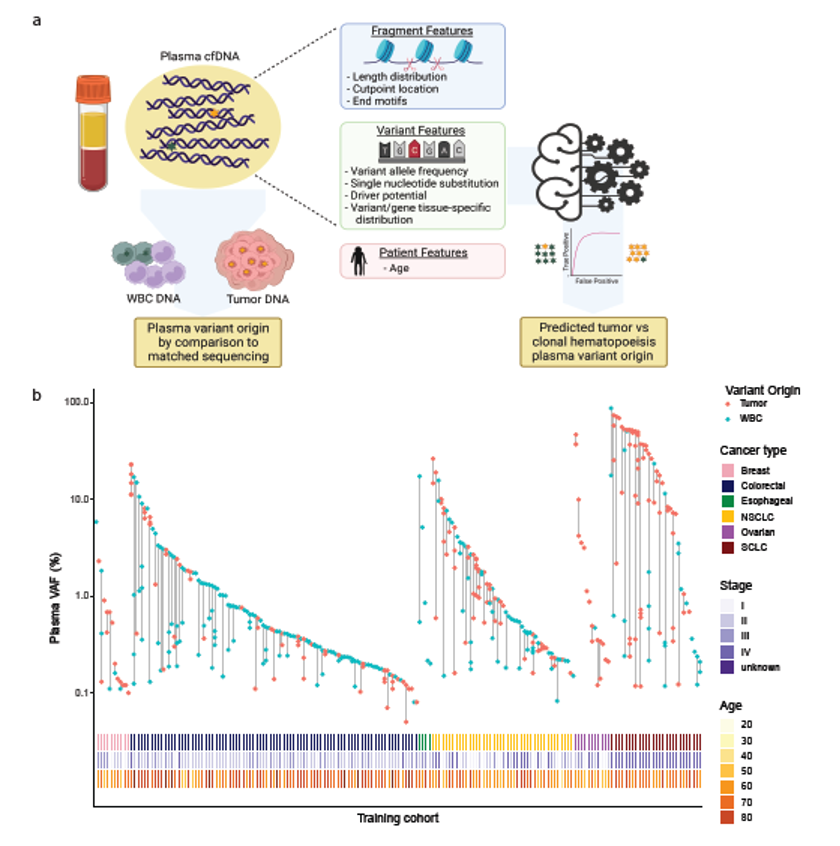 a
Plasma cfDNA
Fragment Features
- Length distribution
- Cutpoint location
- End motifs
Variant Features
T G C G A C
- Variant allele frequency
- Single nucleotide substitution
- Driver potential
- Variant/gene tissue-specific
distribution
Patient Features
- Age
WBC DNA
Tumor DNA
True Positive
False Positive
Plasma variant origin
by comparison to
matched sequencing
Predicted tumor vs
clonal hematopoeisis
plasma variant origin
b
100.0
10.0
1.0
0.1
Plasma VAF (%)
Training cohort
Variant Origin
Tumor
WBC
Cancer type
Breast
Colorectal
Esophageal
NSCLC
Ovarian
SCLC
Stage
I
II
III
IV
unknown
Age
20
30
40
50
60
70
80